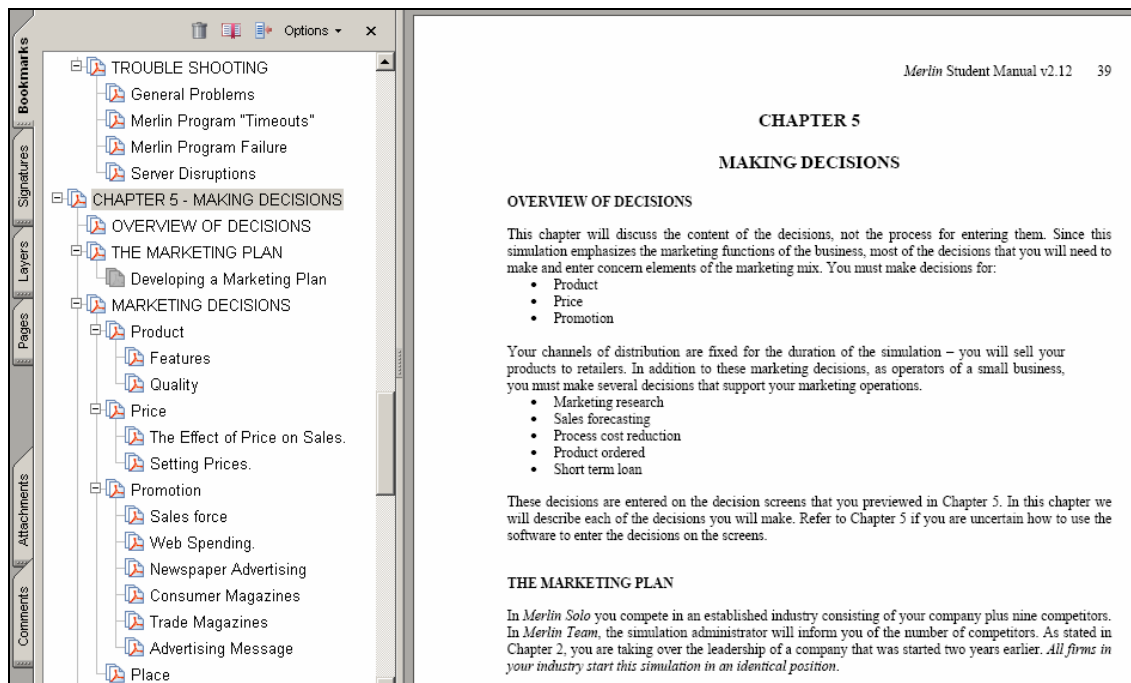 Options
x
Bookmarks
Signatures
Layers
Pages
Attachments
Comments
TROUBLE SHOOTING
General Problems
Merlin Program "Timeouts"
Merlin Program Failure
Server Disruptions
CHAPTER 5 - MAKING DECISIONS
OVERVIEW OF DECISIONS
THE MARKETING PLAN
Developing a Marketing Plan
MARKETING DECISIONS
Product
Features
Quality
Price
The Effect of Price on Sales.
Setting Prices.
Promotion
Sales force
Web Spending.
Newspaper Advertising
Consumer Magazines
Trade Magazines
Advertising Message
Place
Merlin Student Manual v2.12 39
CHAPTER 5
MAKING DECISIONS
OVERVIEW OF DECISIONS
This chapter will discuss the content of the decisions, not the process for entering them. Since this
simulation emphasizes the marketing functions of the business, most of the decisions that you will need to
make and enter concern elements of the marketing mix. You must make decisions for:
• Product
• Price
• Promotion
Your channels of distribution are fixed for the duration of the simulation – you will sell your
products to retailers. In addition to these marketing decisions, as operators of a small business,
you must make several decisions that support your marketing operations.
• Marketing research
• Sales forecasting
• Process cost reduction
• Product ordered
• Short term loan
These decisions are entered on the decision screens that you previewed in Chapter 5. In this chapter we
will describe each of the decisions you will make. Refer to Chapter 5 if you are uncertain how to use the
software to enter the decisions on the screens.
THE MARKETING PLAN
In Merlin Solo you compete in an established industry consisting of your company plus nine competitors.
In Merlin Team, the simulation administrator will inform you of the number of competitors. As stated in
Chapter 2, you are taking over the leadership of a company that was started two years earlier. All firms in
your industry start this simulation in an identical position.